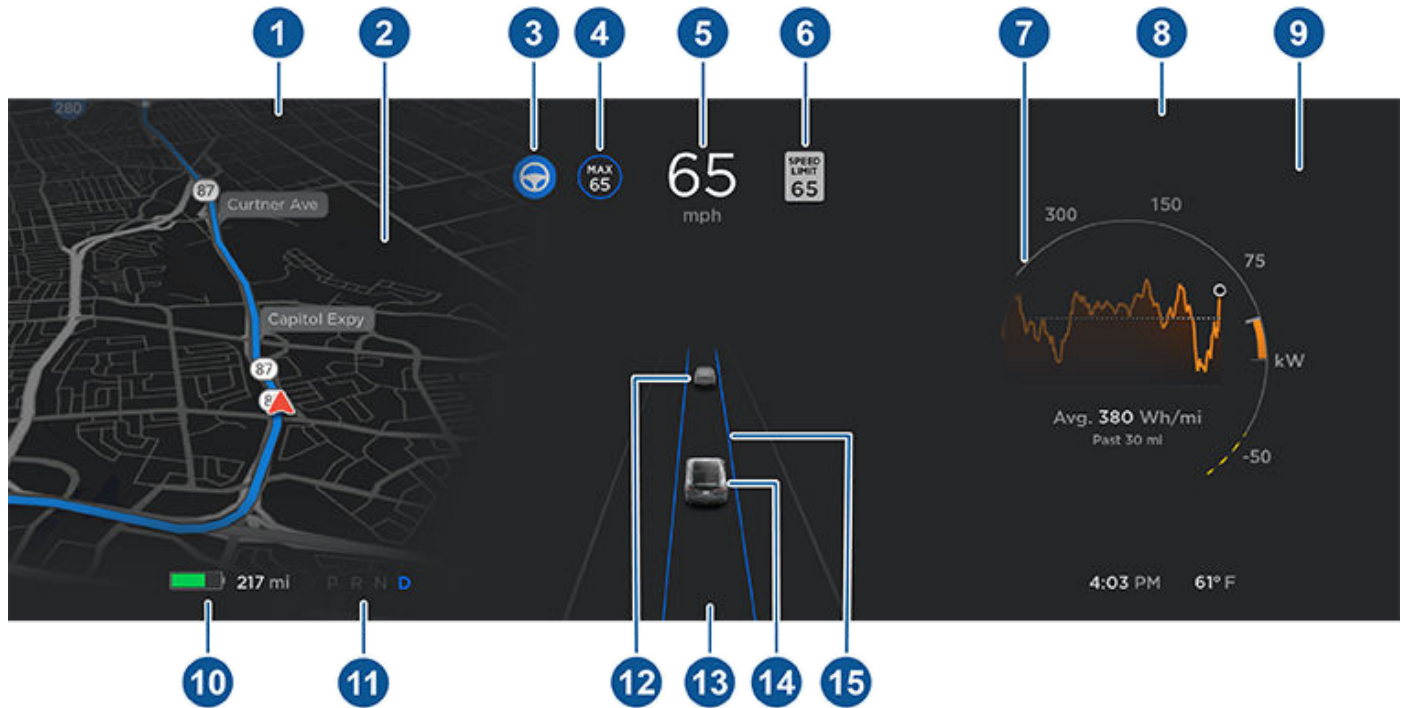 1 2 3 4 5 6 7 8 9
280
87
Curtner Ave
Capitol Expy
87
8
MAX
65
65
mph
SPEED
LIMIT
65
300
150
75
kW
-50
Avg. 380 Wh/mi
Past 30 mi
217 mi
P R N D
4:03 PM 61° F
10 11 12 13 14 15